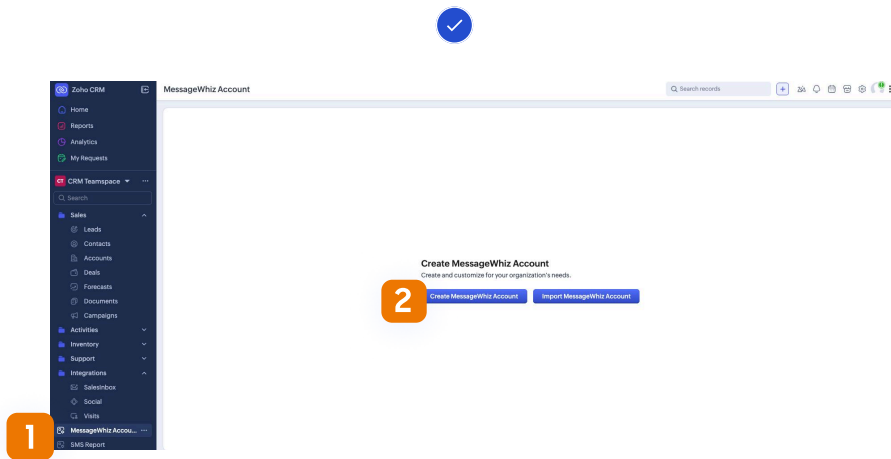 Zoho CRM
MessageWhiz Account
Search records
Home
Reports
Analytics
My Requests
CT CRM Teamspace
Search
Sales
Leads
Contacts
Accounts
Deals
Forecasts
Documents
Campaigns
Activities
Inventory
Support
Integrations
SalesInbox
Social
Visits
MessageWhiz Accou...
SMS Report
Create MessageWhiz Account
Create and customize for your organization's needs.
Create MessageWhiz Account
Import MessageWhiz Account
1
2